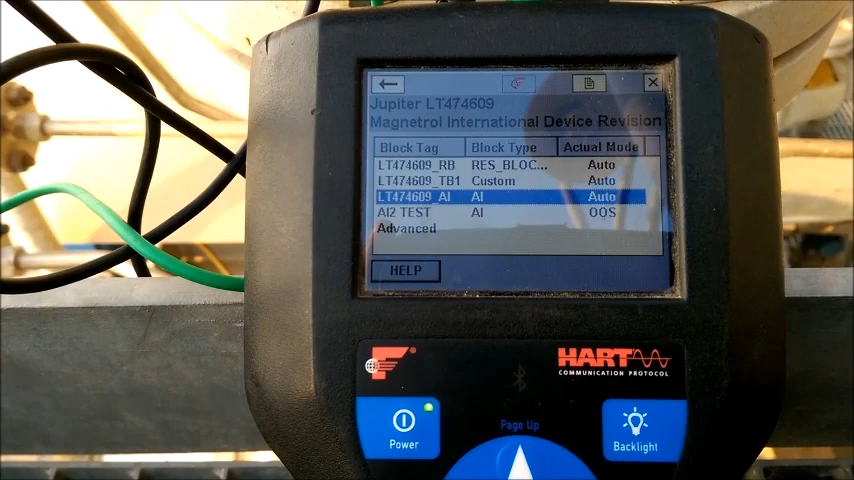 Jupiter LT474609
Magnetrol International Device Revision
Block Tag Block Type Actual Mode
LT474609_RB RES_BLOC... Auto
LT474609_TB1 Custom Auto
LT474609_AI AI Auto
AI2 TEST AI OOS
Advanced
HELP
HART
COMMUNICATION PROTOCOL
Power
Page Up
Backlight